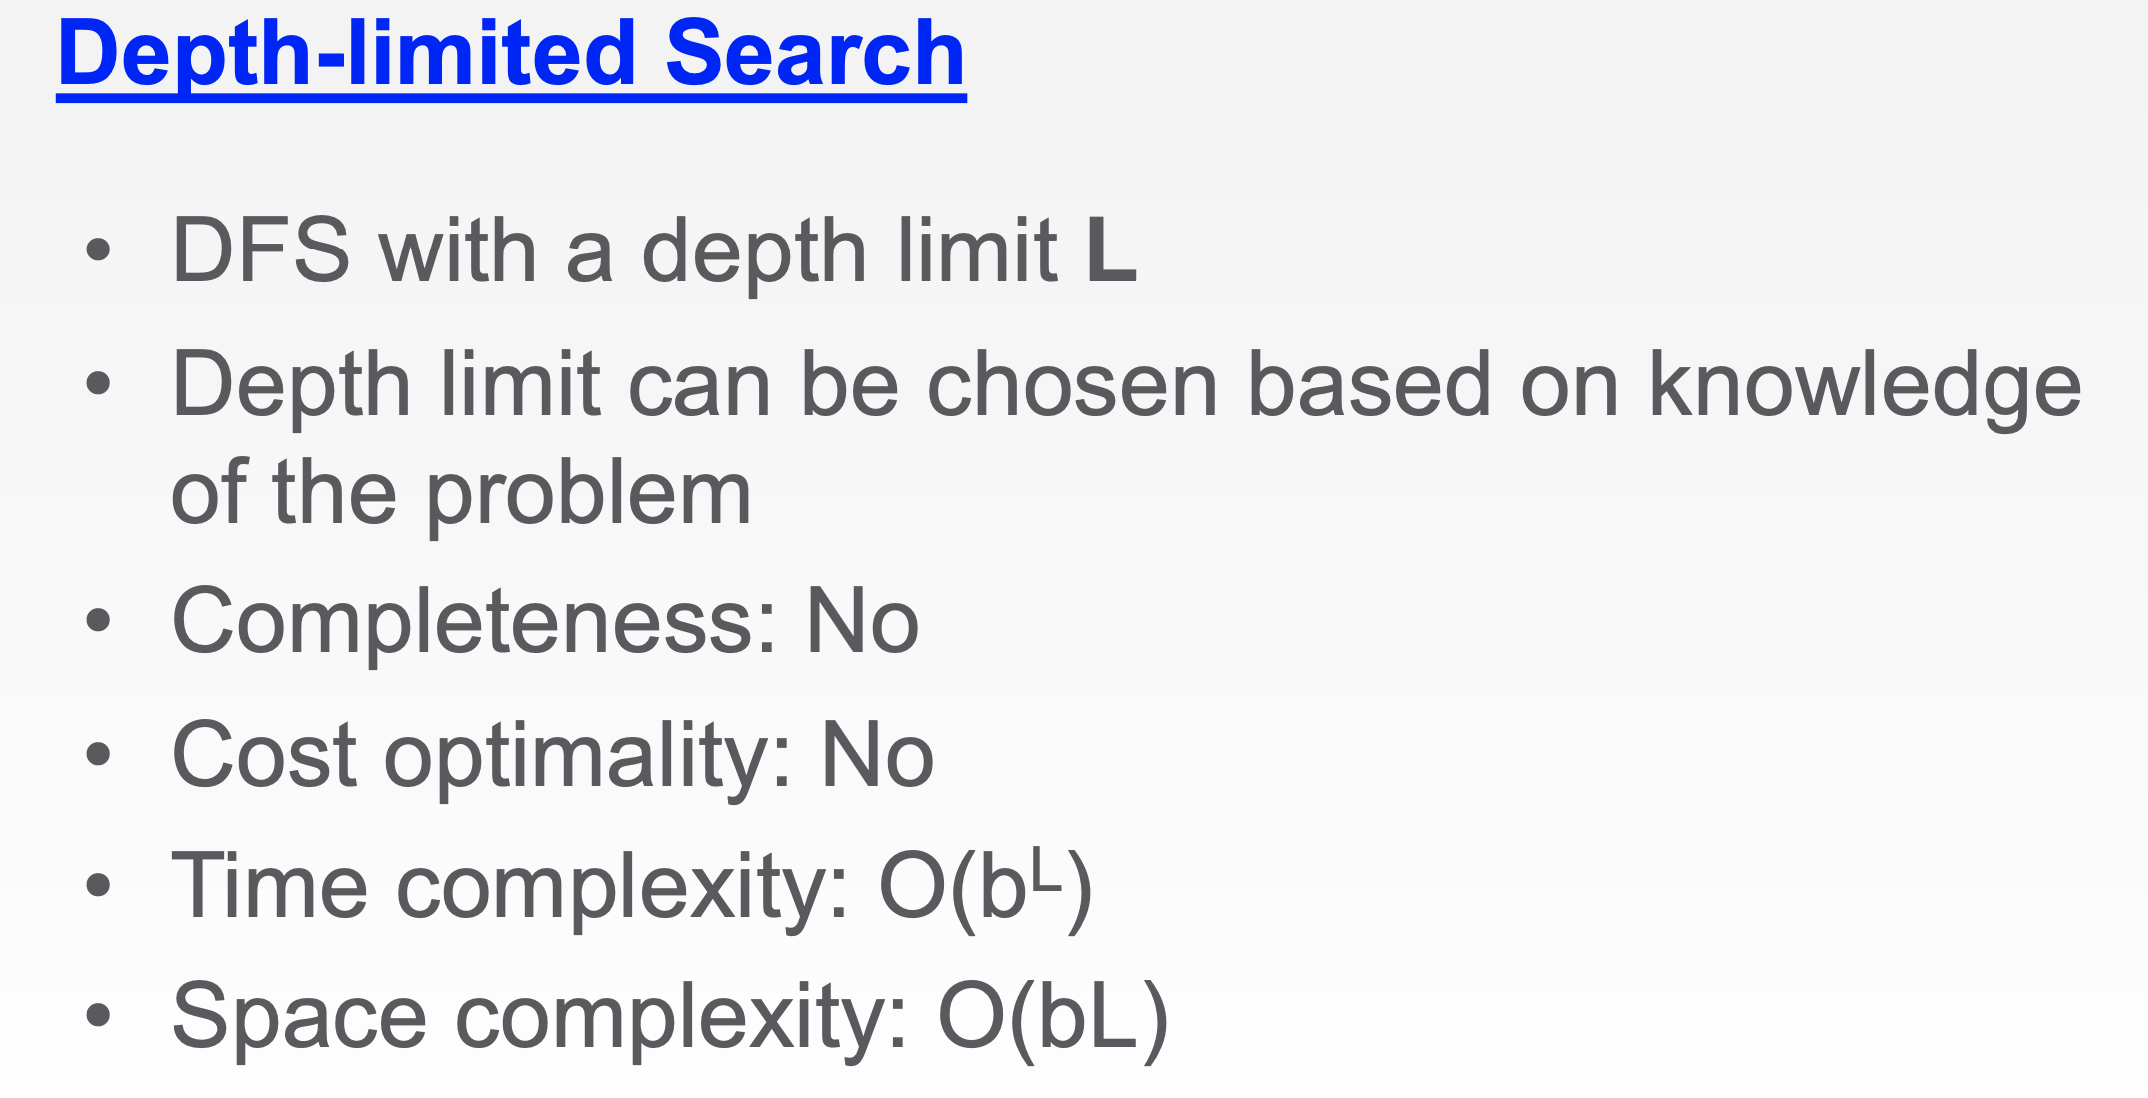 Depth-limited Search
• DFS with a depth limit L
• Depth limit can be chosen based on knowledge
of the problem
• Completeness: No
• Cost optimality: No
• Time complexity: O(bᴸ)
• Space complexity: O(bL)